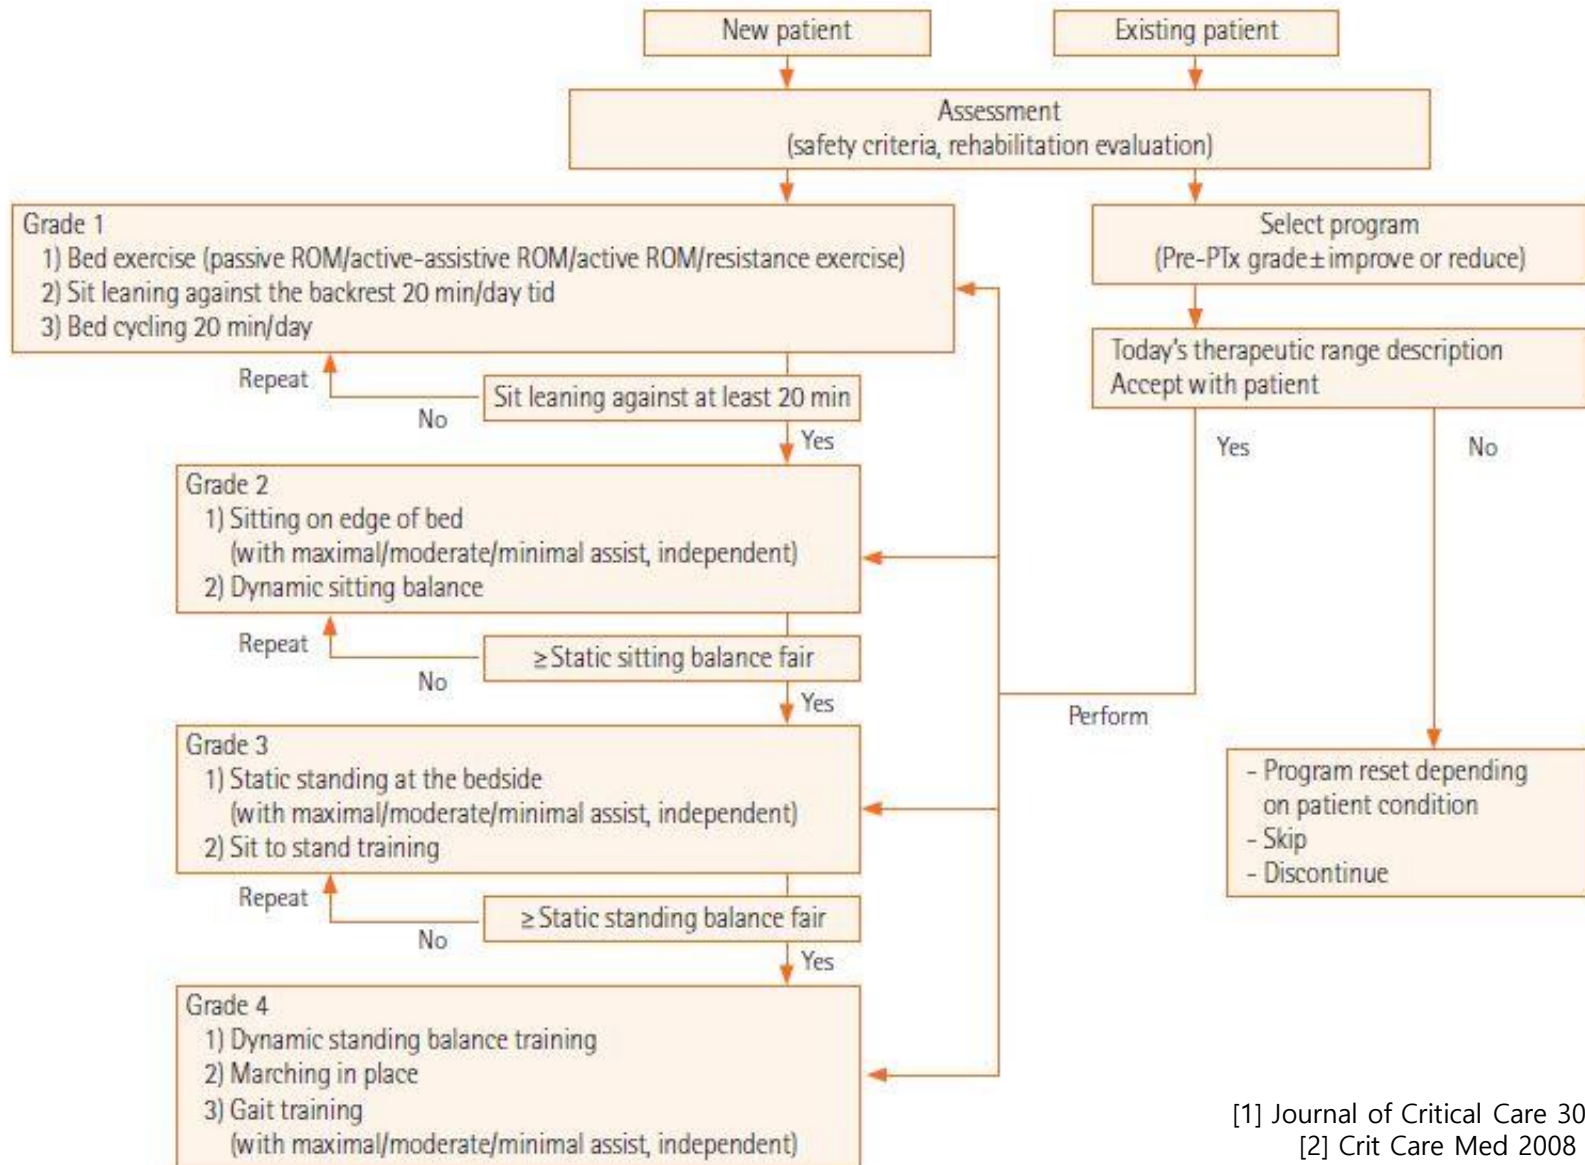 New patient
Existing patient
Assessment
(safety criteria, rehabilitation evaluation)
Grade 1
1) Bed exercise (passive ROM/active-assistive ROM/active ROM/resistance exercise)
2) Sit leaning against the backrest 20 min/day tid
3) Bed cycling 20 min/day
Repeat
No
Sit leaning against at least 20 min
Yes
Grade 2
1) Sitting on edge of bed
(with maximal/moderate/minimal assist, independent)
2) Dynamic sitting balance
Repeat
No
≥Static sitting balance fair
Yes
Grade 3
1) Static standing at the bedside
(with maximal/moderate/minimal assist, independent)
2) Sit to stand training
Repeat
No
≥Static standing balance fair
Yes
Grade 4
1) Dynamic standing balance training
2) Marching in place
3) Gait training
(with maximal/moderate/minimal assist, independent)
Select program
(Pre-PTx grade±improve or reduce)
Today's therapeutic range description
Accept with patient
Yes
No
Perform
- Program reset depending
on patient condition
- Skip
- Discontinue
[1] Journal of Critical Care 30
[2] Crit Care Med 2008